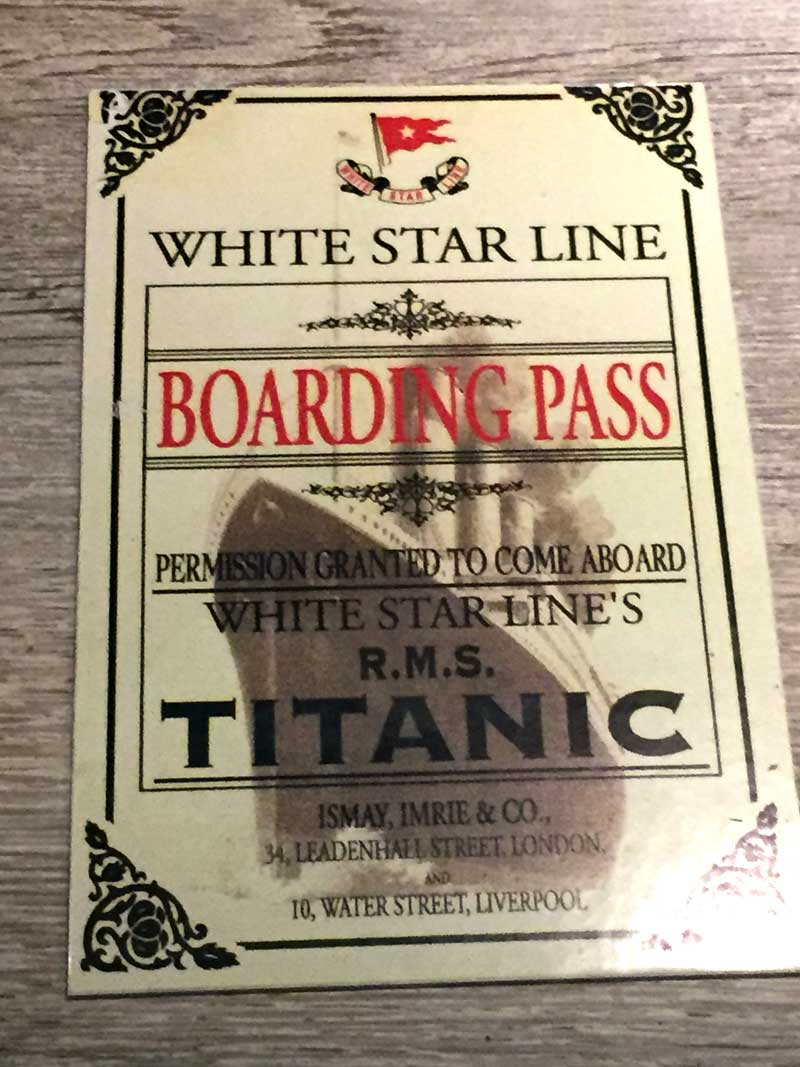 WHITE STAR LINE
WHITE STAR LINE
BOARDING PASS
PERMISSION GRANTED TO COME ABOARD
WHITE STAR LINE'S
R.M.S.
TITANIC
ISMAY, IMRIE & CO.,
34, LEADENHALL STREET, LONDON,
AND
10, WATER STREET, LIVERPOOL